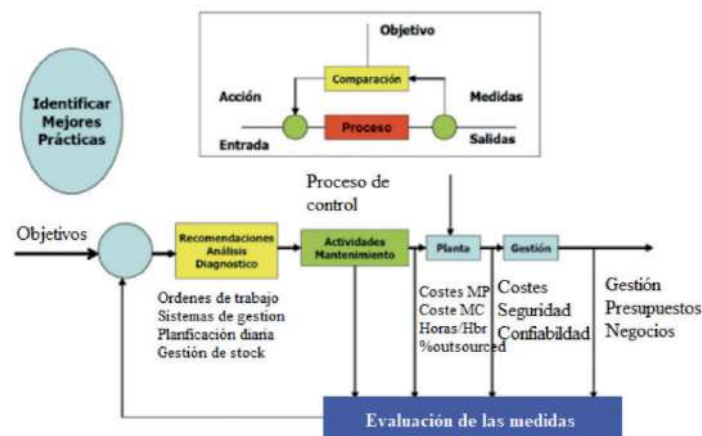 Objetivo
Identificar
Mejores
Prácticas
Comparación
Acción
Medidas
Proceso
Entrada
Salidas
Proceso de
control
Objetivos
Recomendaciones
Análisis
Diagnostico
Actividades
Mantenimiento
Planta
Gestión
Ordenes de trabajo
Sistemas de gestion
Planficación diaria
Gestión de stock
Costes MP
Coste MC
Horas/Hbr
%outsourced
Costes
Seguridad
Confiabildad
Gestión
Presupuestos
Negocios
Evaluación de las medidas